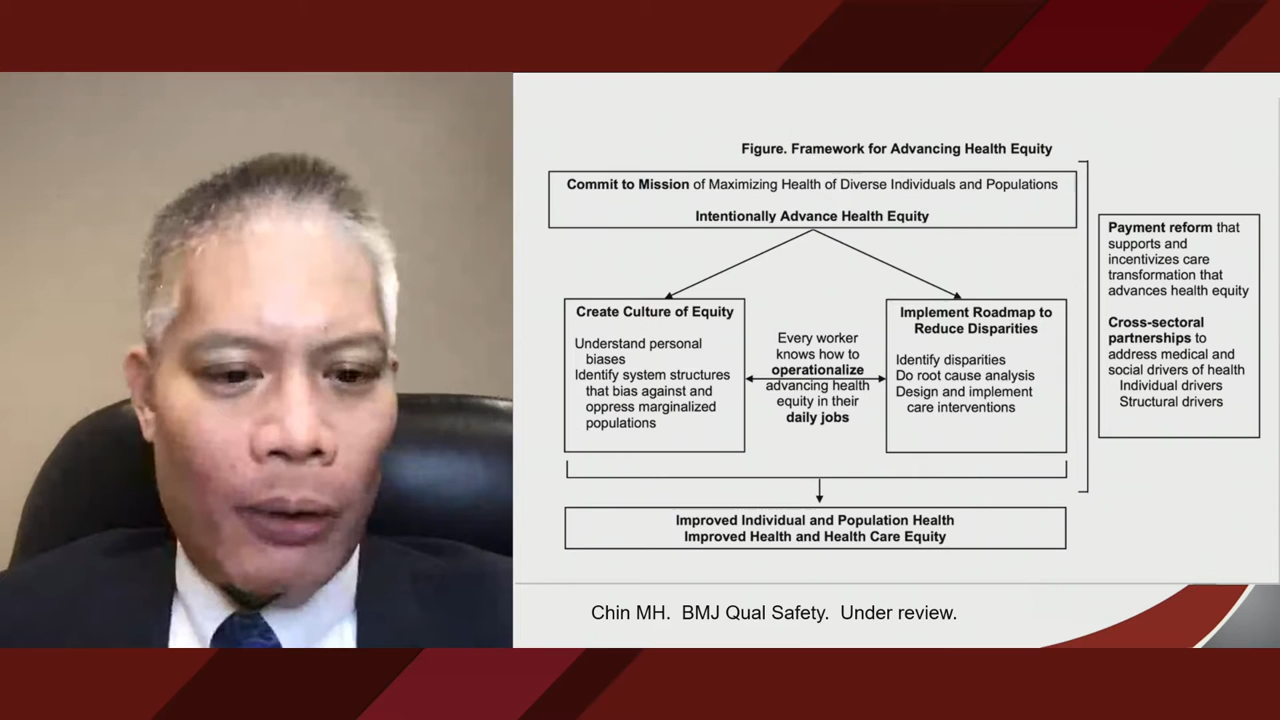 Figure. Framework for Advancing Health Equity
Commit to Mission of Maximizing Health of Diverse Individuals and Populations
Intentionally Advance Health Equity
Create Culture of Equity
Understand personal
biases
Identify system structures
that bias against and
oppress marginalized
populations
Every worker
knows how to
operationalize
advancing health
equity in their
daily jobs
Implement Roadmap to
Reduce Disparities
Identify disparities
Do root cause analysis
Design and implement
care interventions
Payment reform that
supports and
incentivizes care
transformation that
advances health equity
Cross-sectoral
partnerships to
address medical and
social drivers of health
Individual drivers
Structural drivers
Improved Individual and Population Health
Improved Health and Health Care Equity
Chin MH. BMJ Qual Safety. Under review.